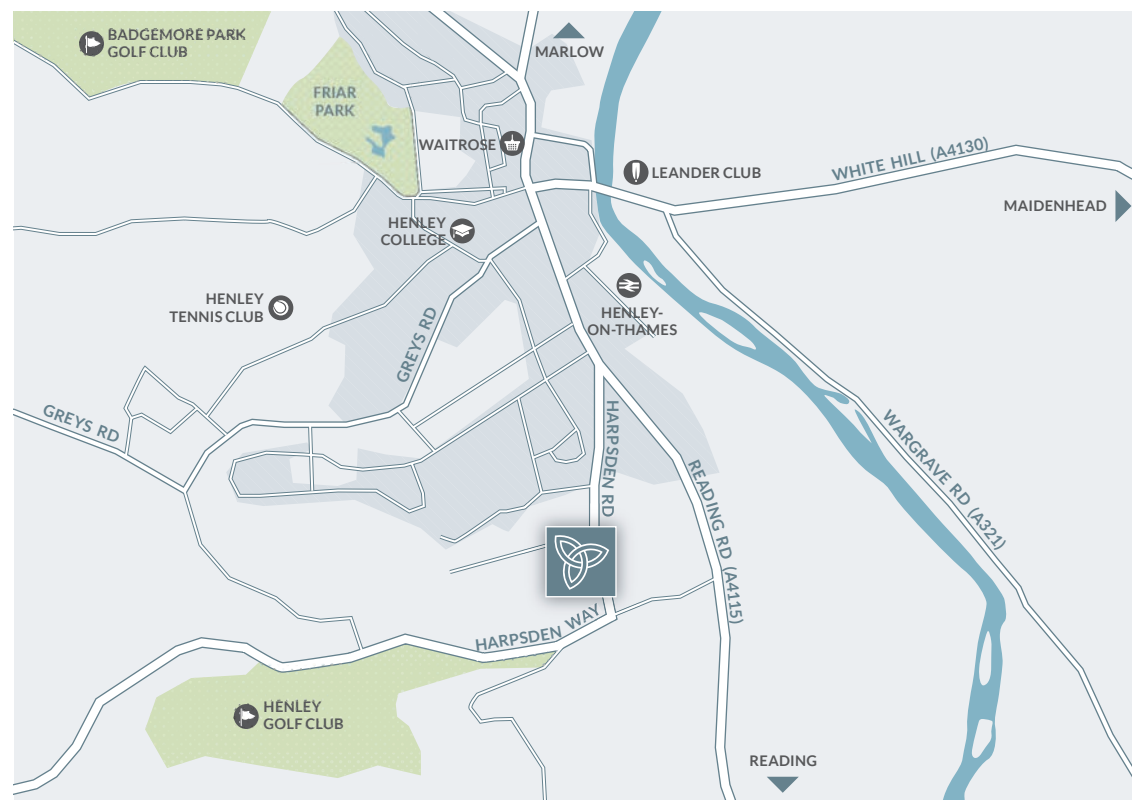 BADGEMORE PARK
GOLF CLUB
MARLOW
FRIAR
PARK
WAITROSE
LEANDER CLUB
WHITE HILL (A4130)
MAIDENHEAD
HENLEY
COLLEGE
HENLEY
TENNIS CLUB
HENLEY-
ON-THAMES
GREYS RD
GREYS RD
HARPSDEN RD
READING RD (A4115)
WARGRAVE RD (A321)
HARPSDEN WAY
HENLEY
GOLF CLUB
READING